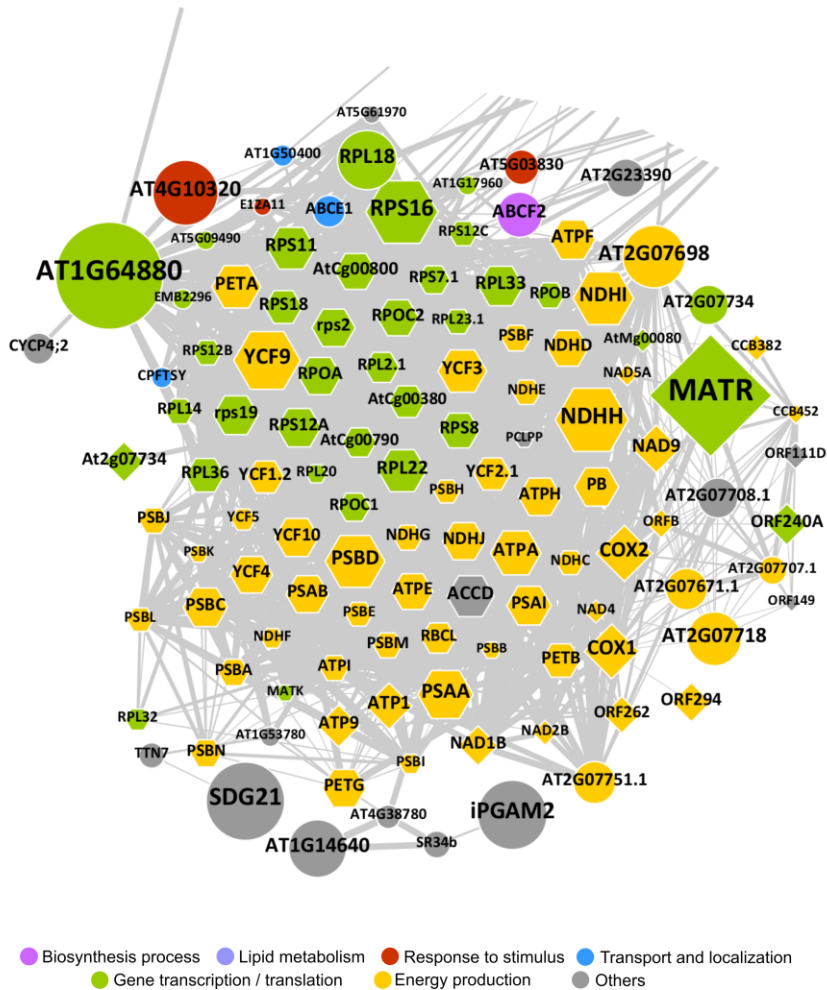 AT5G61970
AT1G50400
RPL18
AT5G03830
AT4G10320
AT1G17960
AT2G23390
E12A11
ABCE1
RPS16
ABCF2
AT5G09490
RPS11
RPS12C
ATPF
AT2G07698
AT1G64880
AtCg00800
PETA
RPS7.1
RPL33
RPOB
NDHI
EMB2296
RPS18
AT2G07734
RPOC2
rps2
RPL23.1
CYCP4;2
RPS12B
YCF9
PSBF
NDHD
AtMg00080
CCB382
CPFTSY
RPOA
RPL2.1
YCF3
NAD5A
MATR
NDHE
RPL14
rps19
AtCg00380
NDHH
CCB452
RPS12A
AtCg00790
RPS8
PCLPP
NAD9
ORF111D
At2g07734
RPL36
YCF1.2
RPL20
RPL22
YCF2.1
PB
PSBH
ATPH
AT2G07708.1
RPOC1
PSBJ
YCF5
ORFB
ORF240A
YCF10
NDHG
NDHJ
ATPA
COX2
PSBK
PSBD
NDHC
AT2G07707.1
YCF4
AT2G07671.1
PSAB
ATPE
ACCD
PSBC
PSAI
ORF149
PSBL
PSBE
NAD4
NDHF
PSBM
RBCL
AT2G07718
PSBB
COX1
PSBA
ATPI
PETB
MATK
PSAA
RPL32
ATP1
ORF294
ORF262
ATP9
AT1G53780
NAD2B
NAD1B
TTN7
PSBN
PSBI
AT2G07751.1
PETG
SDG21
iPGAM2
AT4G38780
AT1G14640
SR34b
Biosynthesis process Lipid metabolism Response to stimulus Transport and localization
Gene transcription / translation Energy production Others